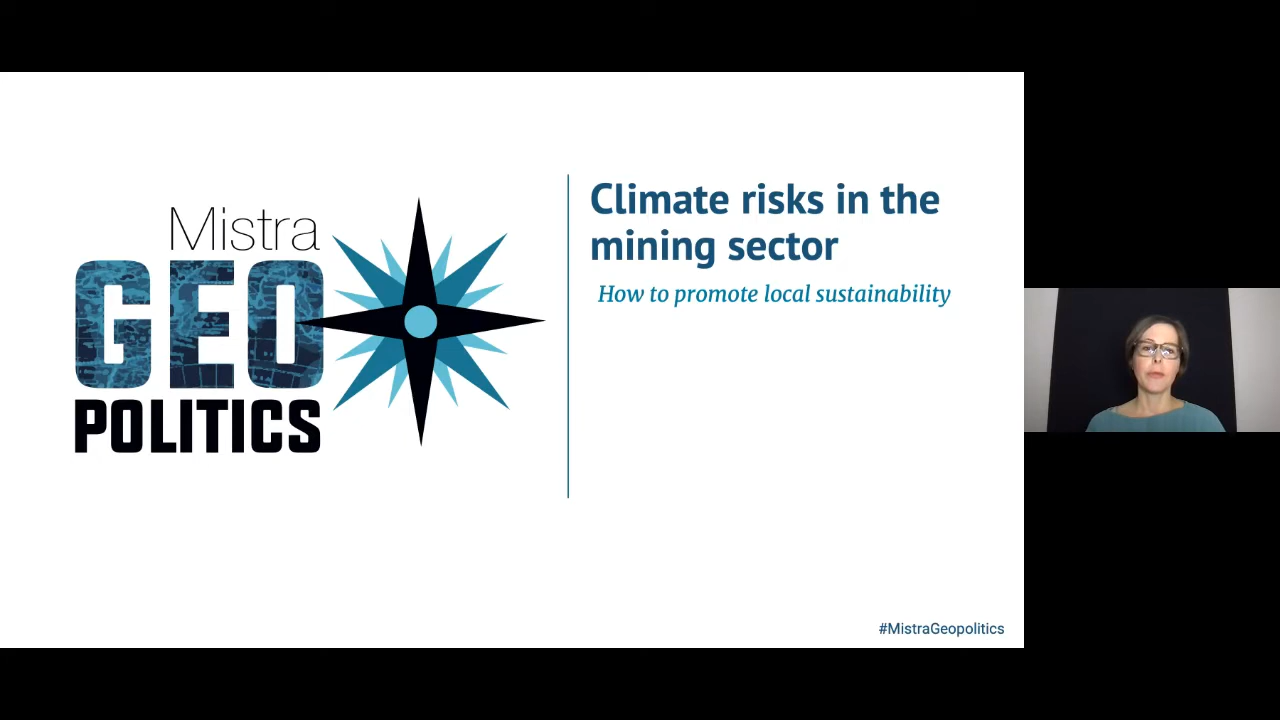 Mistra
GEO
POLITICS
Climate risks in the
mining sector
How to promote local sustainability
#MistraGeopolitics